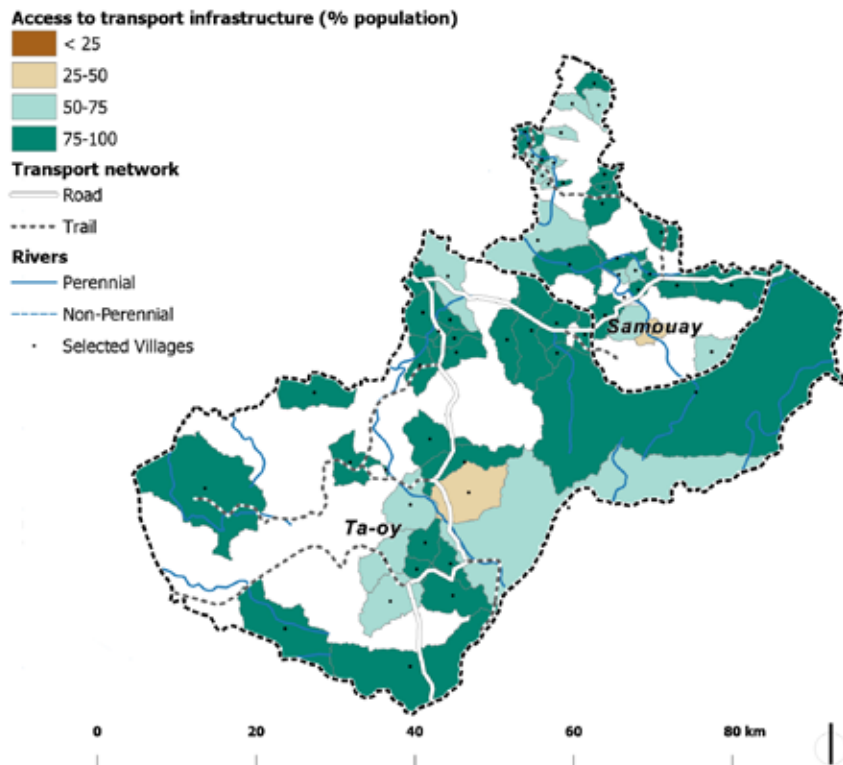 Access to transport infrastructure (% population)
< 25
25-50
50-75
75-100
Transport network
Road
Trail
Rivers
Perennial
Non-Perennial
Selected Villages
Samouay
Ta-oy
0 20 40 60 80 km